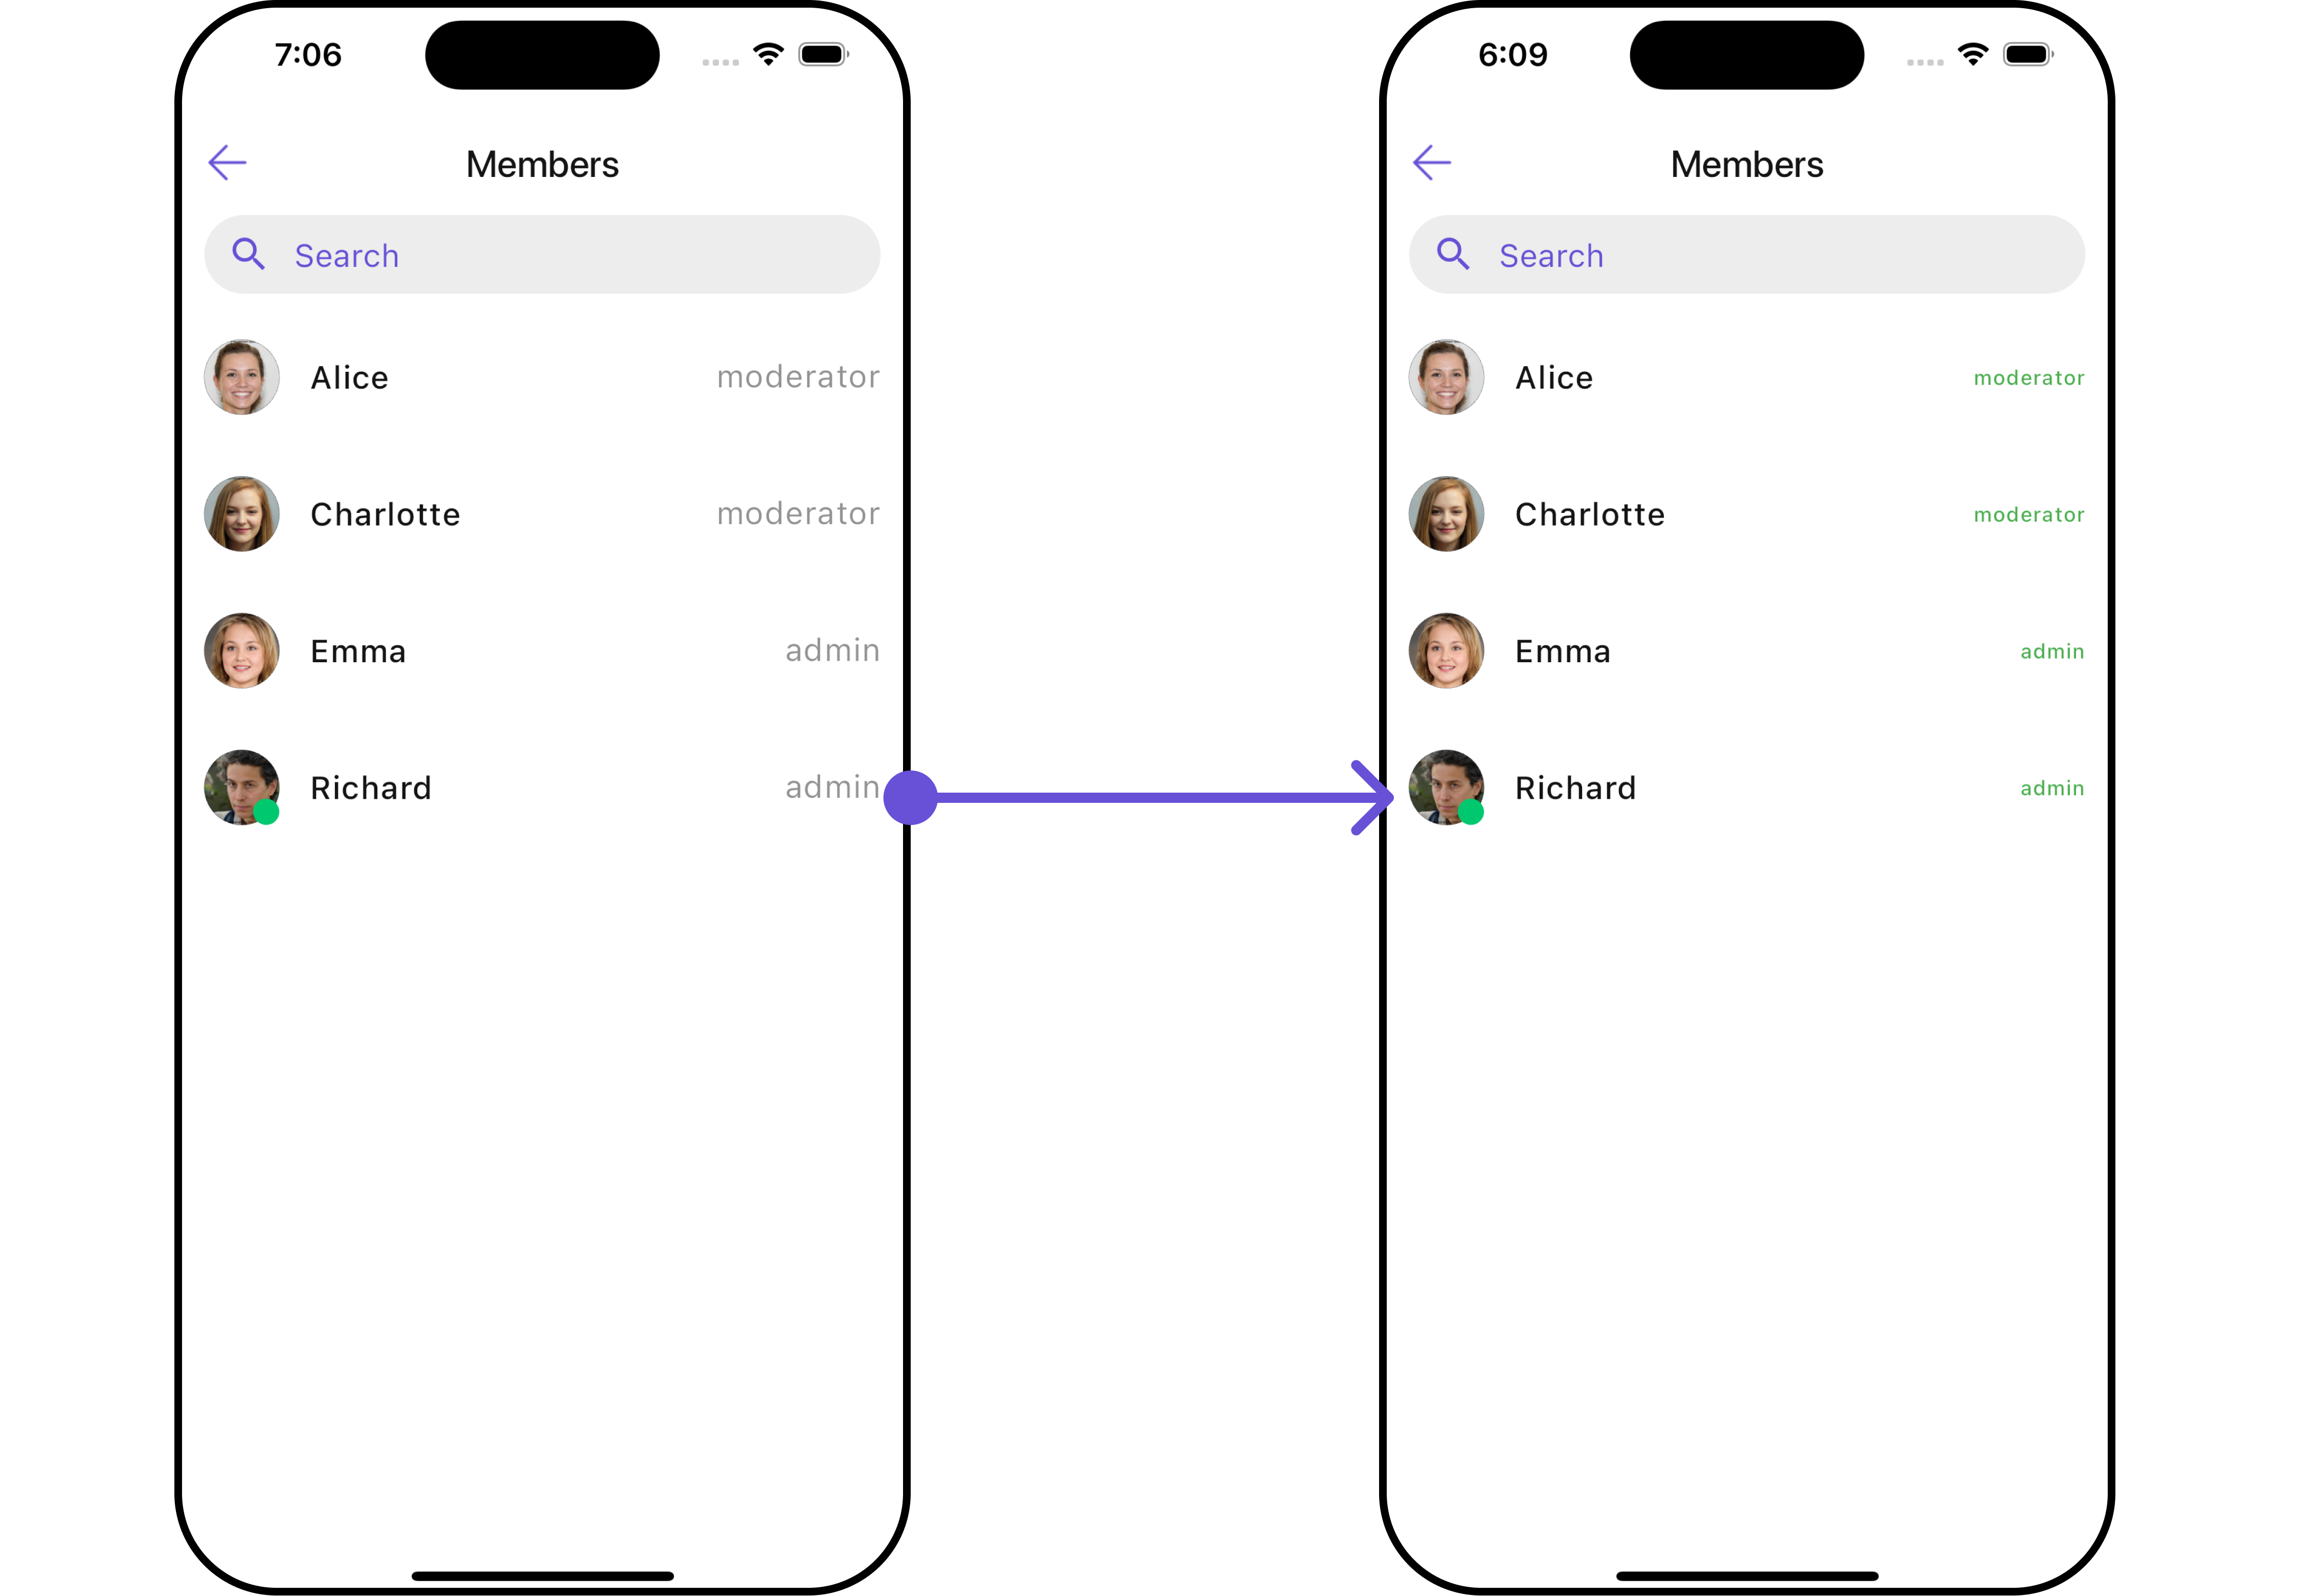 7:06
Members
Search
Alice moderator
Charlotte moderator
Emma admin
Richard admin
6:09
Members
Search
Alice moderator
Charlotte moderator
Emma admin
Richard admin